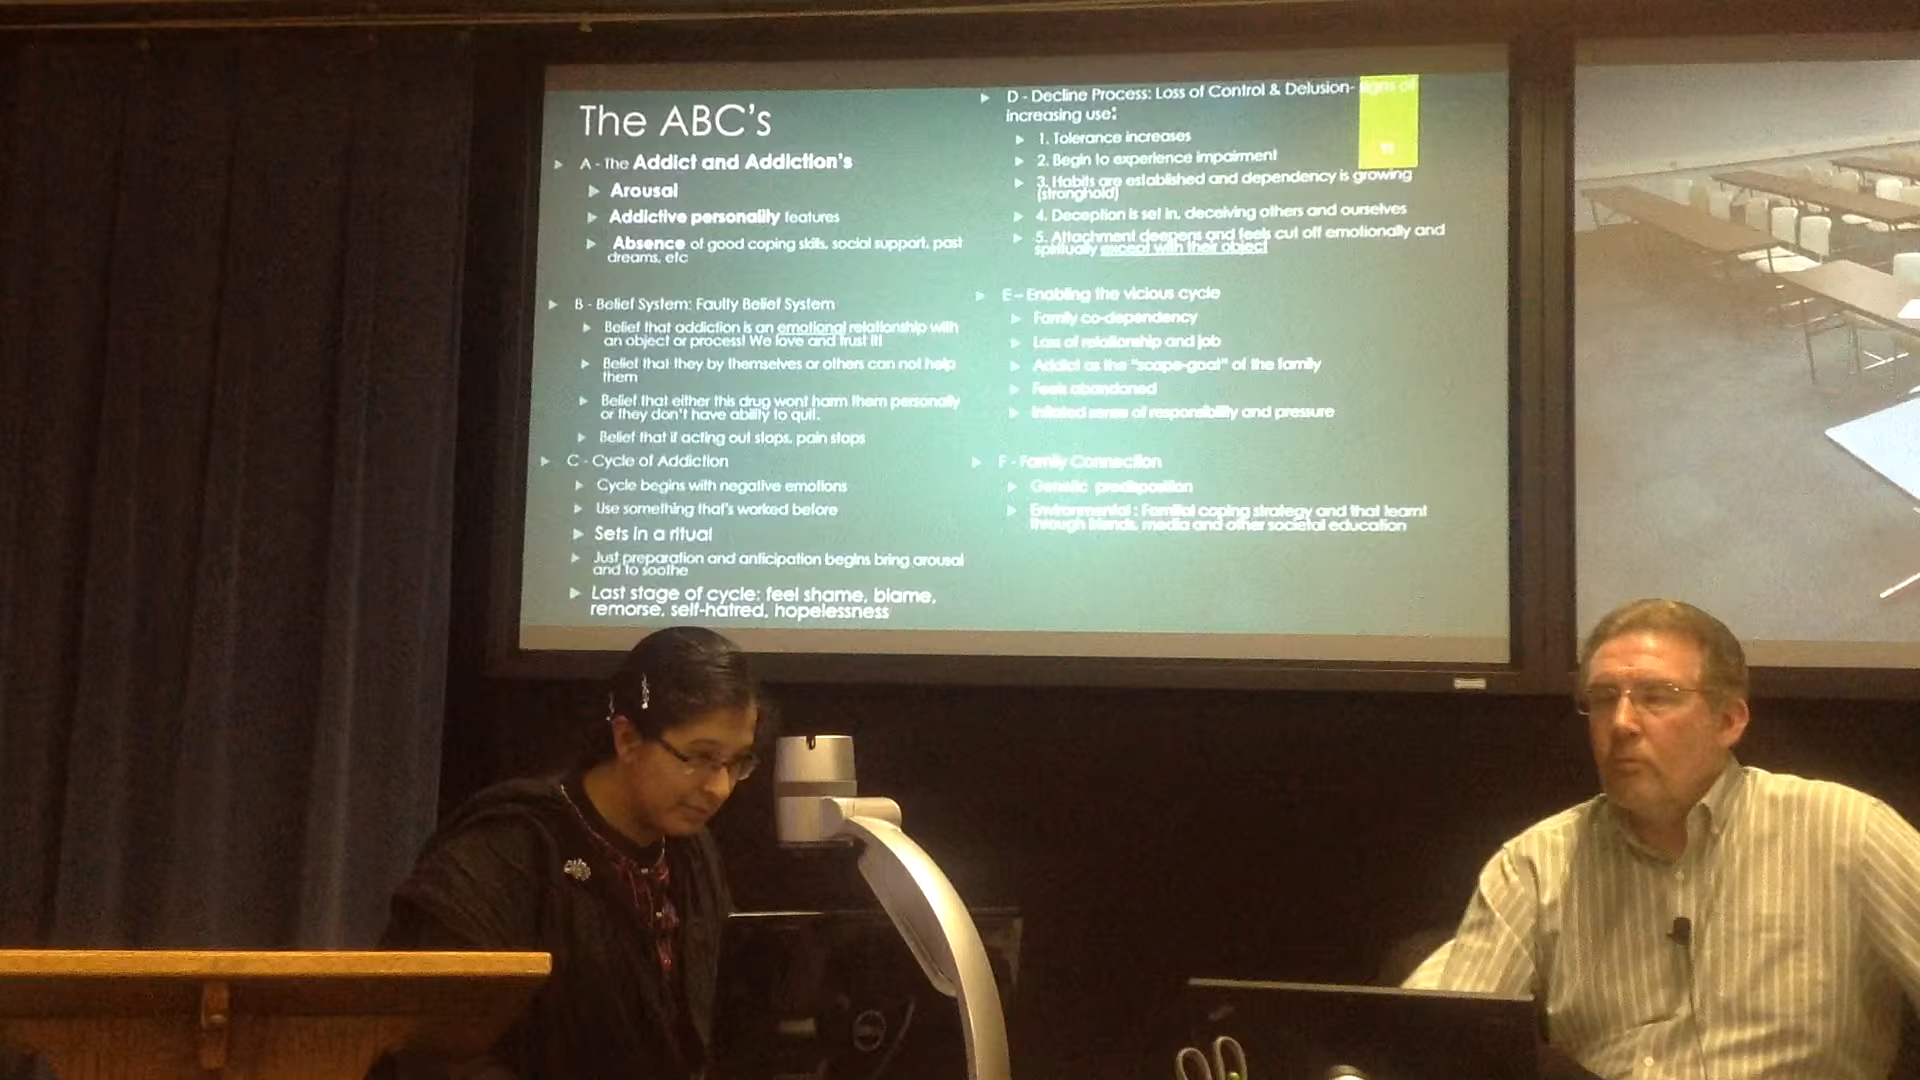 The ABC's
A - The Addict and Addiction's
Arousal
Addictive personality features
Absence of good coping skills, social support, past
dreams, etc
B - Belief System: Faulty Belief System
Belief that addiction is an emotional relationship with
an object or process! We love and trust it!
Belief that they by themselves or others can not help
them
Belief that either this drug wont harm them personally
or they don't have ability to quit.
Belief that if acting out stops, pain stops
C - Cycle of Addiction
Cycle begins with negative emotions
Use something that's worked before
Sets in a ritual
Just preparation and anticipation begins bring arousal
and to soothe
Last stage of cycle: feel shame, blame,
remorse, self-hatred, hopelessness
D - Decline Process: Loss of Control & Delusion- signs of
increasing use:
1. Tolerance increases
2. Begin to experience impairment
3. Habits are established and dependency is growing
(stronghold)
4. Deception is set in, deceiving others and ourselves
5. Attachment deepens and feels cut off emotionally and
spiritually except with their object
E – Enabling the vicious cycle
Family co-dependency
Loss of relationship and job
Addict as the "scape-goat" of the family
Feels abandoned
Inflated sense of responsibility and pressure
F - Family Connection
Genetic predisposition
Environmental : Familial coping strategy and that learnt
through friends, media and other societal education
DELL